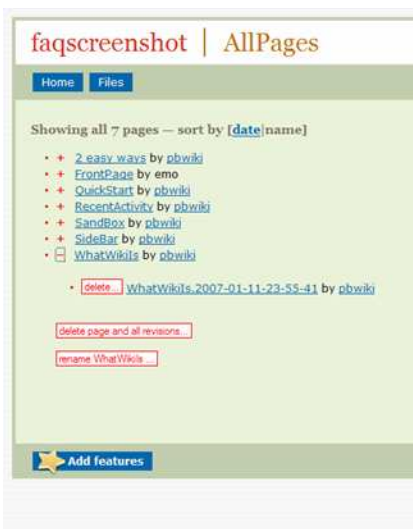 faqscreenshot | AllPages
Home Files
Showing all 7 pages — sort by [date|name]
+ 2 easy ways by pbwiki
+ FrontPage by emo
+ QuickStart by pbwiki
+ RecentActivity by pbwiki
+ SandBox by pbwiki
+ SideBar by pbwiki
- WhatWikiIs by pbwiki
delete ... WhatWikiIs.2007-01-11-23-55-41 by pbwiki
delete page and all revisions...
rename WhatWikiIs ...
Add features